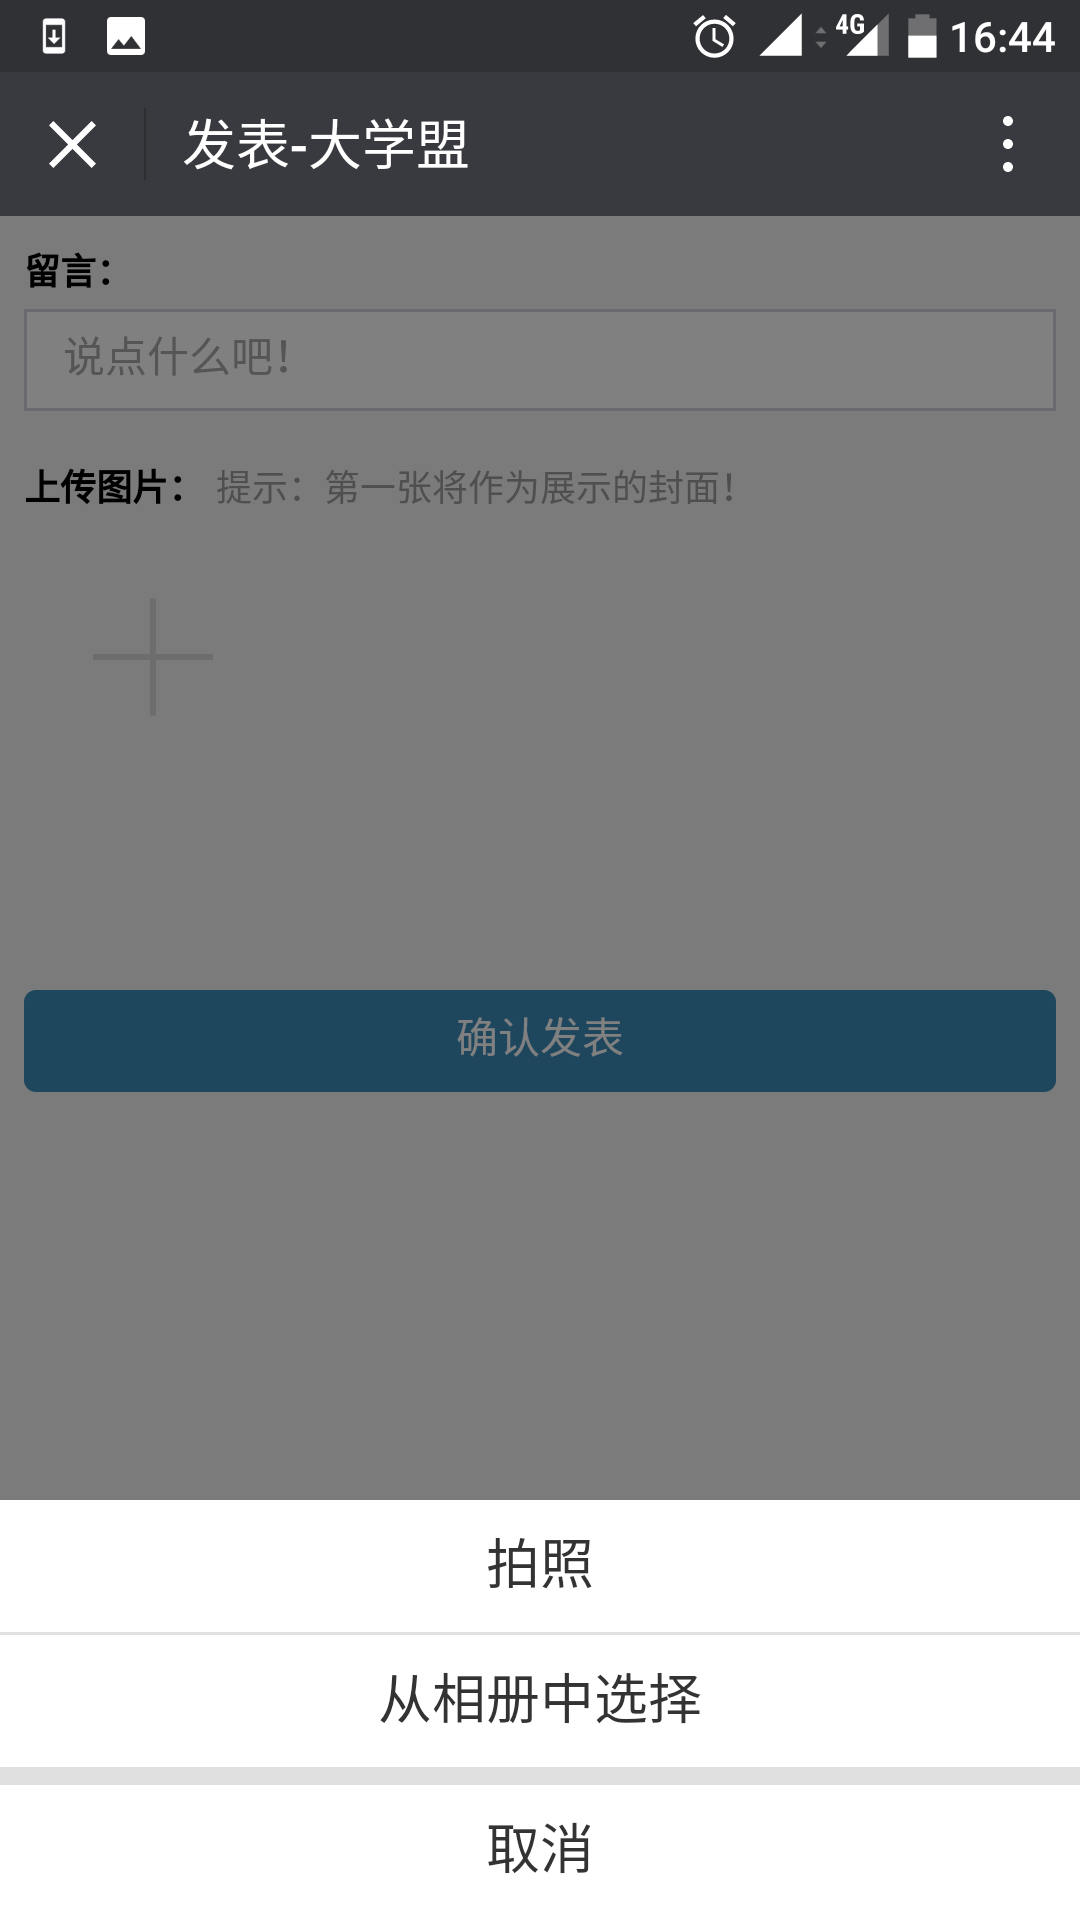 4G 16:44
发表-大学盟
留言：
说点什么吧！
上传图片： 提示：第一张将作为展示的封面！
确认发表
拍照
从相册中选择
取消